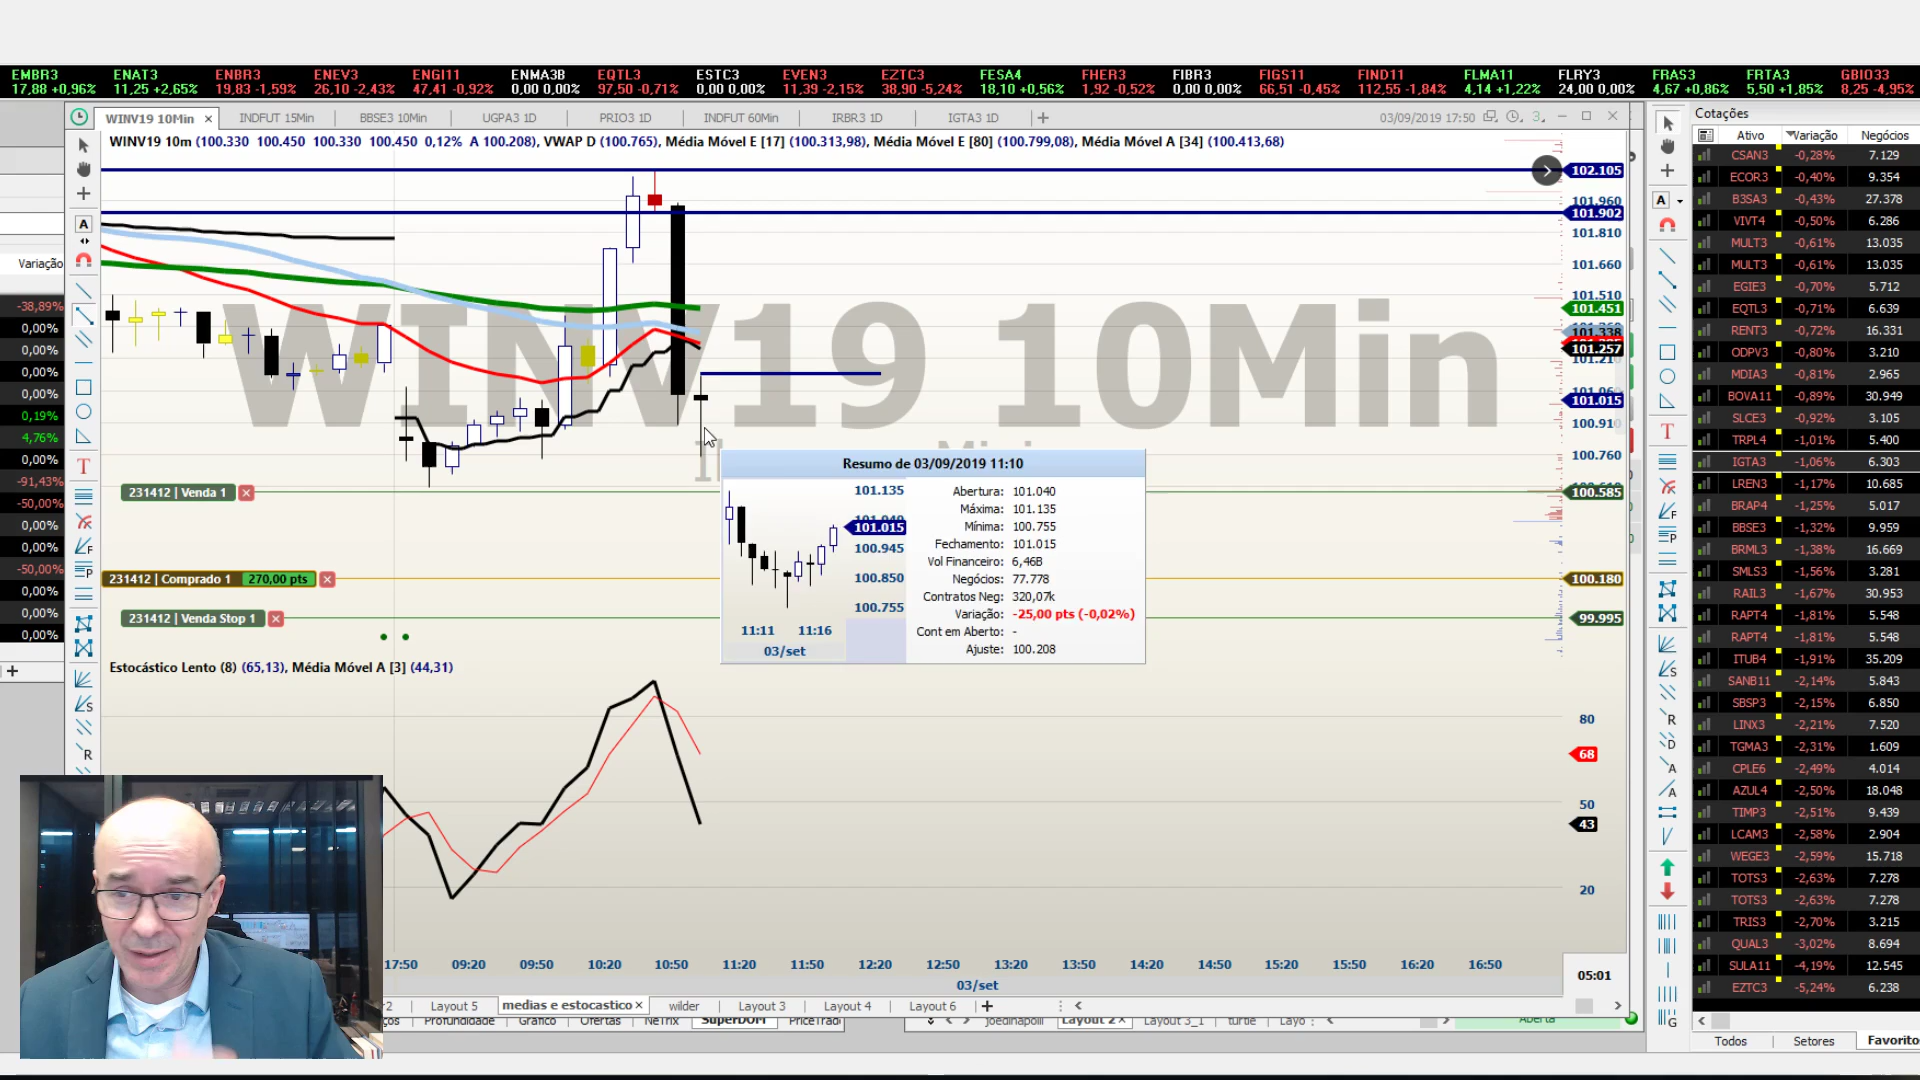 EMBR3 ENAT3 ENBR3 ENEV3 ENGI11 ENMA3B EQTL3 ESTC3 EVEN3 EZTC3 FESA4 FHER3 FIBR3 FIGS11 FIND11 FLMA11 FLRY3 FRAS3 FRTA3 GBIO33
17,88 +0,96% 11,25 +2,65% 19,83 -1,59% 26,10 -2,43% 47,41 -0,92% 0,00 0,00% 97,50 -0,71% 0,00 0,00% 11,39 -2,15% 38,90 -5,24% 18,10 +0,56% 1,92 -0,52% 0,00 0,00% 66,51 -0,45% 112,55 -1,84% 4,14 +1,22% 24,00 0,00% 4,67 +0,86% 5,50 +1,85% 8,25 -4,95%
WINV19 10Min INDFUT 15Min BBSE3 10Min UGPA3 1D PRIO3 1D INDFUT 60Min IRBR3 1D IGTA3 1D
03/09/2019 17:50
WINV19 10m (100.330 100.450 100.330 100.450 0,12% A 100.208), VWAP D (100.765), Média Móvel E [17] (100.313,98), Média Móvel E [80] (100.799,08), Média Móvel A [34] (100.413,68)
WINV19 10Min
102.105
101.960
101.902
101.810
101.660
101.510
101.451
101.338
101.257
101.210
101.060
101.015
100.910
100.760
100.585
100.180
99.995
Variação
-38,89%
0,00%
0,00%
0,00%
0,00%
0,19%
4,76%
0,00%
-91,43%
-50,00%
0,00%
0,00%
-50,00%
0,00%
0,00%
0,00%
231412 | Venda 1
231412 | Comprado 1 270,00 pts
231412 | Venda Stop 1
Resumo de 03/09/2019 11:10
101.135
101.015
100.945
100.850
100.755
11:11 11:16
03/set
Abertura: 101.040
Máxima: 101.135
Mínima: 100.755
Fechamento: 101.015
Vol Financeiro: 6,46B
Negócios: 77.778
Contratos Neg: 320,07k
Variação: -25,00 pts (-0,02%)
Cont em Aberto: -
Ajuste: 100.208
Estocástico Lento (8) (65,13), Média Móvel A [3] (44,31)
80
68
50
43
20
17:50 09:20 09:50 10:20 10:50 11:20 11:50 12:20 12:50 13:20 13:50 14:20 14:50 15:20 15:50 16:20 16:50
05:01
03/set
Layout 5 medias e estocastico wilder Layout 3 Layout 4 Layout 6
Profundidade Gráfico Ofertas NeTrix SuperDOM joedinapoli Layout 2 Layout 3_1 turtle Aberta
Cotações
Ativo Variação Negócios
CSAN3 -0,28% 7.129
ECOR3 -0,40% 9.354
B3SA3 -0,43% 27.378
VIVT4 -0,50% 6.286
MULT3 -0,61% 13.035
MULT3 -0,61% 13.035
EGIE3 -0,70% 5.712
EQTL3 -0,71% 6.639
RENT3 -0,72% 16.331
ODPV3 -0,80% 3.210
MDIA3 -0,81% 2.965
BOVA11 -0,89% 30.949
SLCE3 -0,92% 3.105
TRPL4 -1,01% 5.400
IGTA3 -1,06% 6.303
LREN3 -1,17% 10.685
BRAP4 -1,25% 5.017
BBSE3 -1,32% 9.959
BRML3 -1,38% 16.669
SMLS3 -1,56% 3.281
RAIL3 -1,67% 30.953
RAPT4 -1,81% 5.548
RAPT4 -1,81% 5.548
ITUB4 -1,91% 35.209
SANB11 -2,14% 5.843
SBSP3 -2,15% 6.850
LINX3 -2,21% 7.520
TGMA3 -2,31% 1.609
CPLE6 -2,49% 4.014
AZUL4 -2,50% 18.048
TIMP3 -2,51% 9.439
LCAM3 -2,58% 2.904
WEGE3 -2,59% 15.718
TOTS3 -2,63% 7.278
TOTS3 -2,63% 7.278
TRIS3 -2,70% 3.215
QUAL3 -3,02% 8.694
SULA11 -4,19% 12.545
EZTC3 -5,24% 6.238
Todos Setores